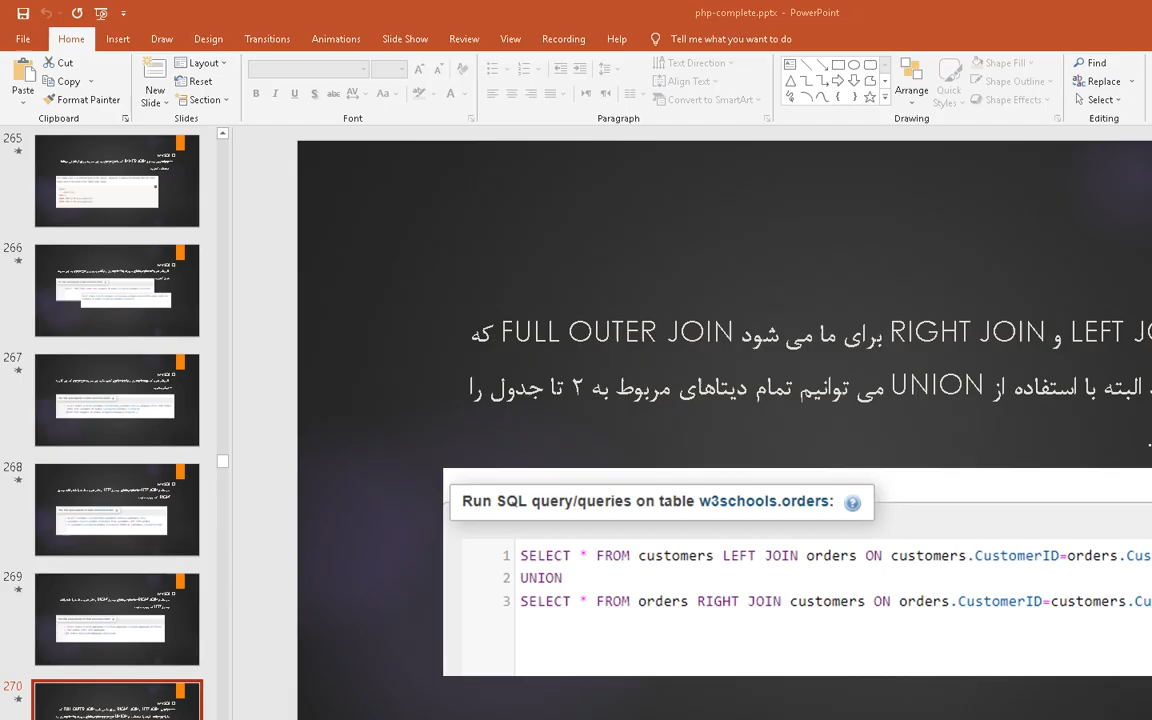 php-complete.pptx - PowerPoint
File Home Insert Draw Design Transitions Animations Slide Show Review View Recording Help Tell me what you want to do
Paste
Cut
Copy
Format Painter
Clipboard
New Slide
Layout
Reset
Section
Slides
B I U S abc AV Aa A
Font
Text Direction
Align Text
Convert to SmartArt
Paragraph
Arrange
Quick Styles
Shape Fill
Shape Outline
Shape Effects
Drawing
Find
Replace
Select
Editing
265
266
267
268
269
270
LEFT JO و RIGHT JOIN برای ما می شود FULL OUTER JOIN که
البته با استفاده از UNION می توانیم تمام دیتاهای مربوط به ۲ تا جدول را
Run SQL query/queries on table w3schools.orders:
1 SELECT * FROM customers LEFT JOIN orders ON customers.CustomerID=orders.Cus
2 UNION
3 SELECT * FROM orders RIGHT JOIN customers ON orders.CustomerID=customers.Cu